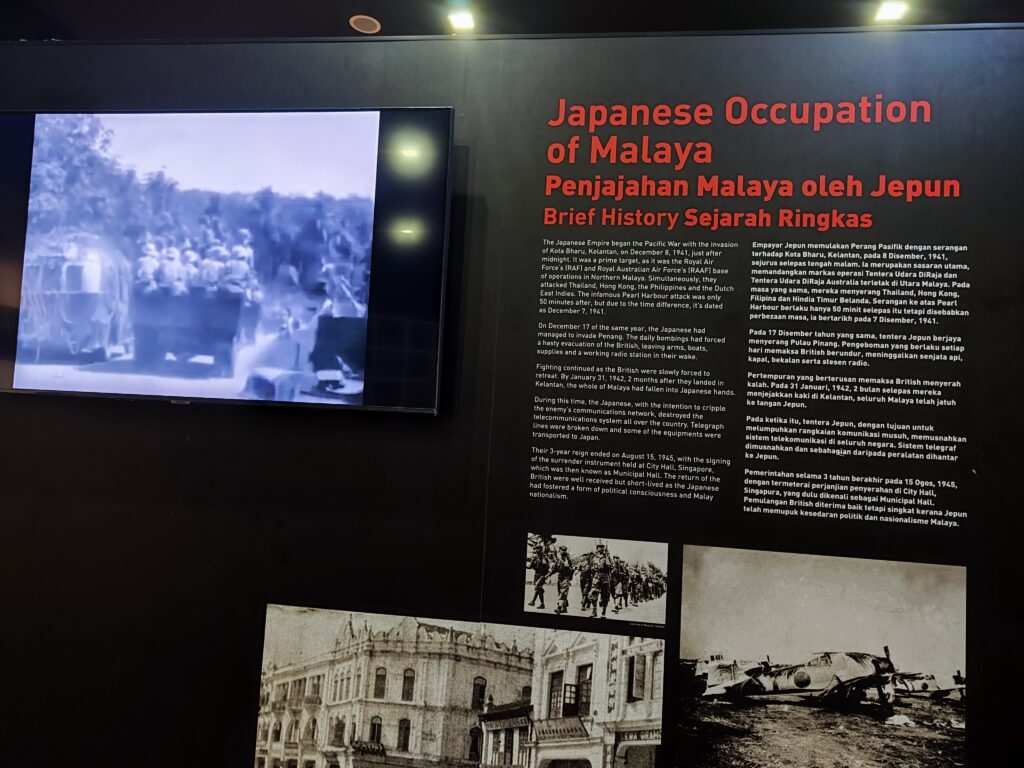 Japanese Occupation
of Malaya
Penjajahan Malaya oleh Jepun
Brief History Sejarah Ringkas
The Japanese Empire began the Pacific War with the invasion
of Kota Bharu, Kelantan, on December 8, 1941, just after
midnight. It was a prime target, as it was the Royal Air
Force's (RAF) and Royal Australian Air Force's (RAAF) base
of operations in Northern Malaya. Simultaneously, they
attacked Thailand, Hong Kong, the Philippines and the Dutch
East Indies. The infamous Pearl Harbour attack was only
50 minutes after, but due to the time difference, it's dated
as December 7, 1941.
On December 17 of the same year, the Japanese had
managed to invade Penang. The daily bombings had forced
a hasty evacuation of the British, leaving arms, boats,
supplies and a working radio station in their wake.
Fighting continued as the British were slowly forced to
retreat. By January 31, 1942, 2 months after they landed in
Kelantan, the whole of Malaya had fallen into Japanese hands.
During this time, the Japanese, with the intention to cripple
the enemy's communications network, destroyed the
telecommunications system all over the country. Telegraph
lines were broken down and some of the equipments were
transported to Japan.
Their 3-year reign ended on August 15, 1945, with the signing
of the surrender instrument held at City Hall, Singapore,
which was then known as Municipal Hall. The return of the
British were well received but short-lived as the Japanese
had fostered a form of political consciousness and Malay
nationalism.
Empayar Jepun memulakan Perang Pasifik dengan serangan
terhadap Kota Bharu, Kelantan, pada 8 Disember, 1941,
sejurus selepas tengah malam. Ia merupakan sasaran utama,
memandangkan markas operasi Tentera Udara DiRaja dan
Tentera Udara DiRaja Australia terletak di Utara Malaya. Pada
masa yang sama, mereka menyerang Thailand, Hong Kong,
Filipina dan Hindia Timur Belanda. Serangan ke atas Pearl
Harbour berlaku hanya 50 minit selepas itu tetapi disebabkan
perbezaan masa, ia bertarikh pada 7 Disember, 1941.
Pada 17 Disember tahun yang sama, tentera Jepun berjaya
menyerang Pulau Pinang. Pengeboman yang berlaku setiap
hari memaksa British berundur, meninggalkan senjata api,
kapal, bekalan serta stesen radio.
Pertempuran yang berterusan memaksa British menyerah
kalah. Pada 31 Januari, 1942, 2 bulan selepas mereka
menjejakkan kaki di Kelantan, seluruh Malaya telah jatuh
ke tangan Jepun.
Pada ketika itu, tentera Jepun, dengan tujuan untuk
melumpuhkan rangkaian komunikasi musuh, memusnahkan
sistem telekomunikasi di seluruh negara. Sistem telegraf
dimusnahkan dan sebahagian daripada peralatan dihantar
ke Jepun.
Pemerintahan selama 3 tahun berakhir pada 15 Ogos, 1945,
dengan termeterai perjanjian penyerahan di City Hall,
Singapura, yang dulu dikenali sebagai Municipal Hall.
Pemulangan British diterima baik tetapi singkat kerana Jepun
telah memupuk kesedaran politik dan nasionalisme Malaya.